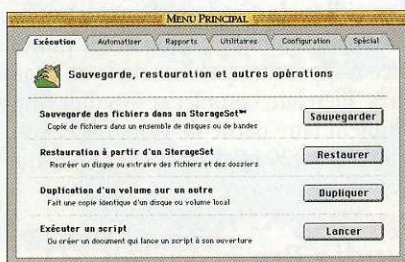 MENU PRINCIPAL
Exécution Automatiser Rapports Utilitaires Configuration Spécial
Sauvegarde, restauration et autres opérations
Sauvegarde des fichiers dans un StorageSet™ Sauvegarder
Copie de fichiers dans un ensemble de disques ou de bandes
Restauration à partir d'un StorageSet Restaurer
Recréer un disque ou extraire des fichiers et des dossiers
Duplication d'un volume sur un autre Dupliquer
Fait une copie identique d'un disque ou volume local
Exécuter un script Lancer
Ou créer un document qui lance un script à son ouverture